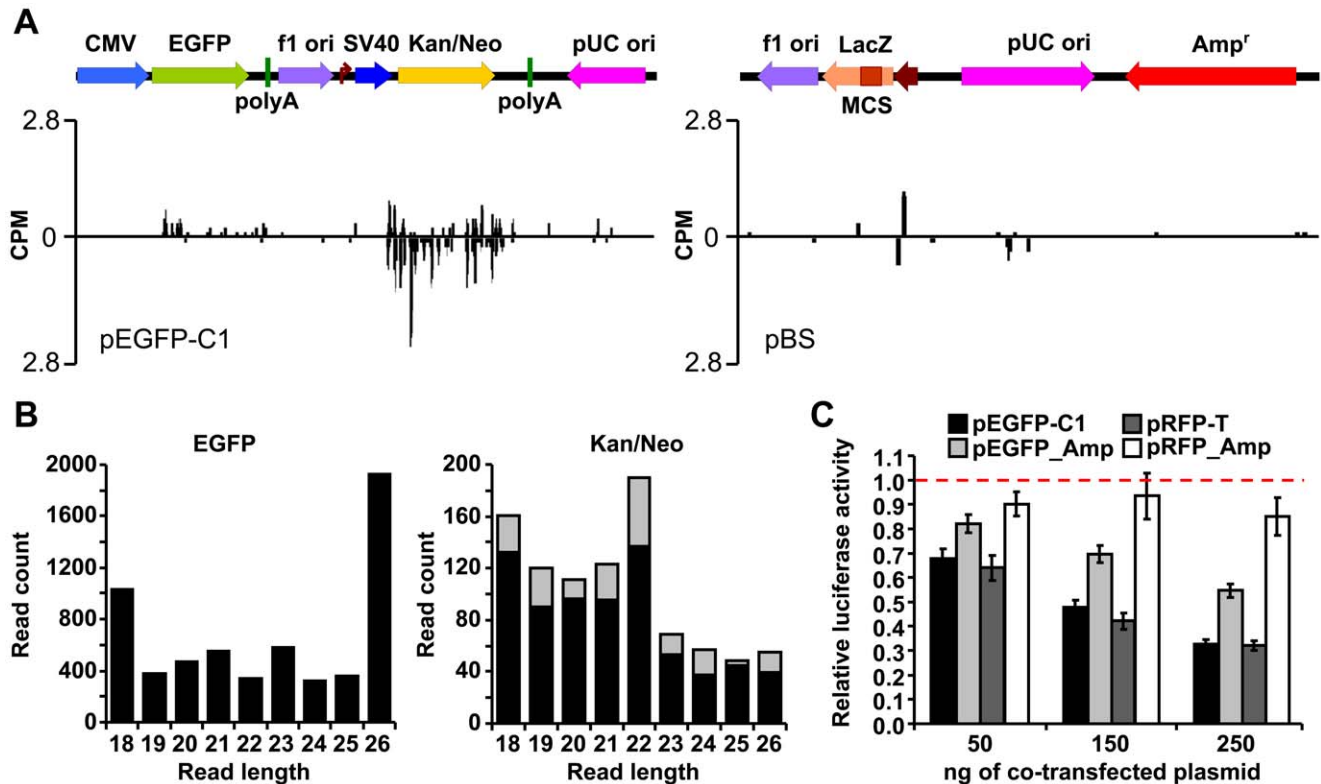 A
CMV EGFP f1 ori SV40 Kan/Neo pUC ori
polyA polyA
f1 ori LacZ pUC ori Ampʳ
MCS
2.8
0
2.8
CPM
pEGFP-C1
2.8
0
2.8
CPM
pBS
B
EGFP
Read count
2000
1600
1200
800
400
0
18 19 20 21 22 23 24 25 26
Read length
Kan/Neo
Read count
200
160
120
80
40
0
18 19 20 21 22 23 24 25 26
Read length
C
pEGFP-C1 pRFP-T
pEGFP_Amp pRFP_Amp
Relative luciferase activity
1.1
1.0
0.9
0.8
0.7
0.6
0.5
0.4
0.3
0.2
0.1
0.0
50 150 250
ng of co-transfected plasmid